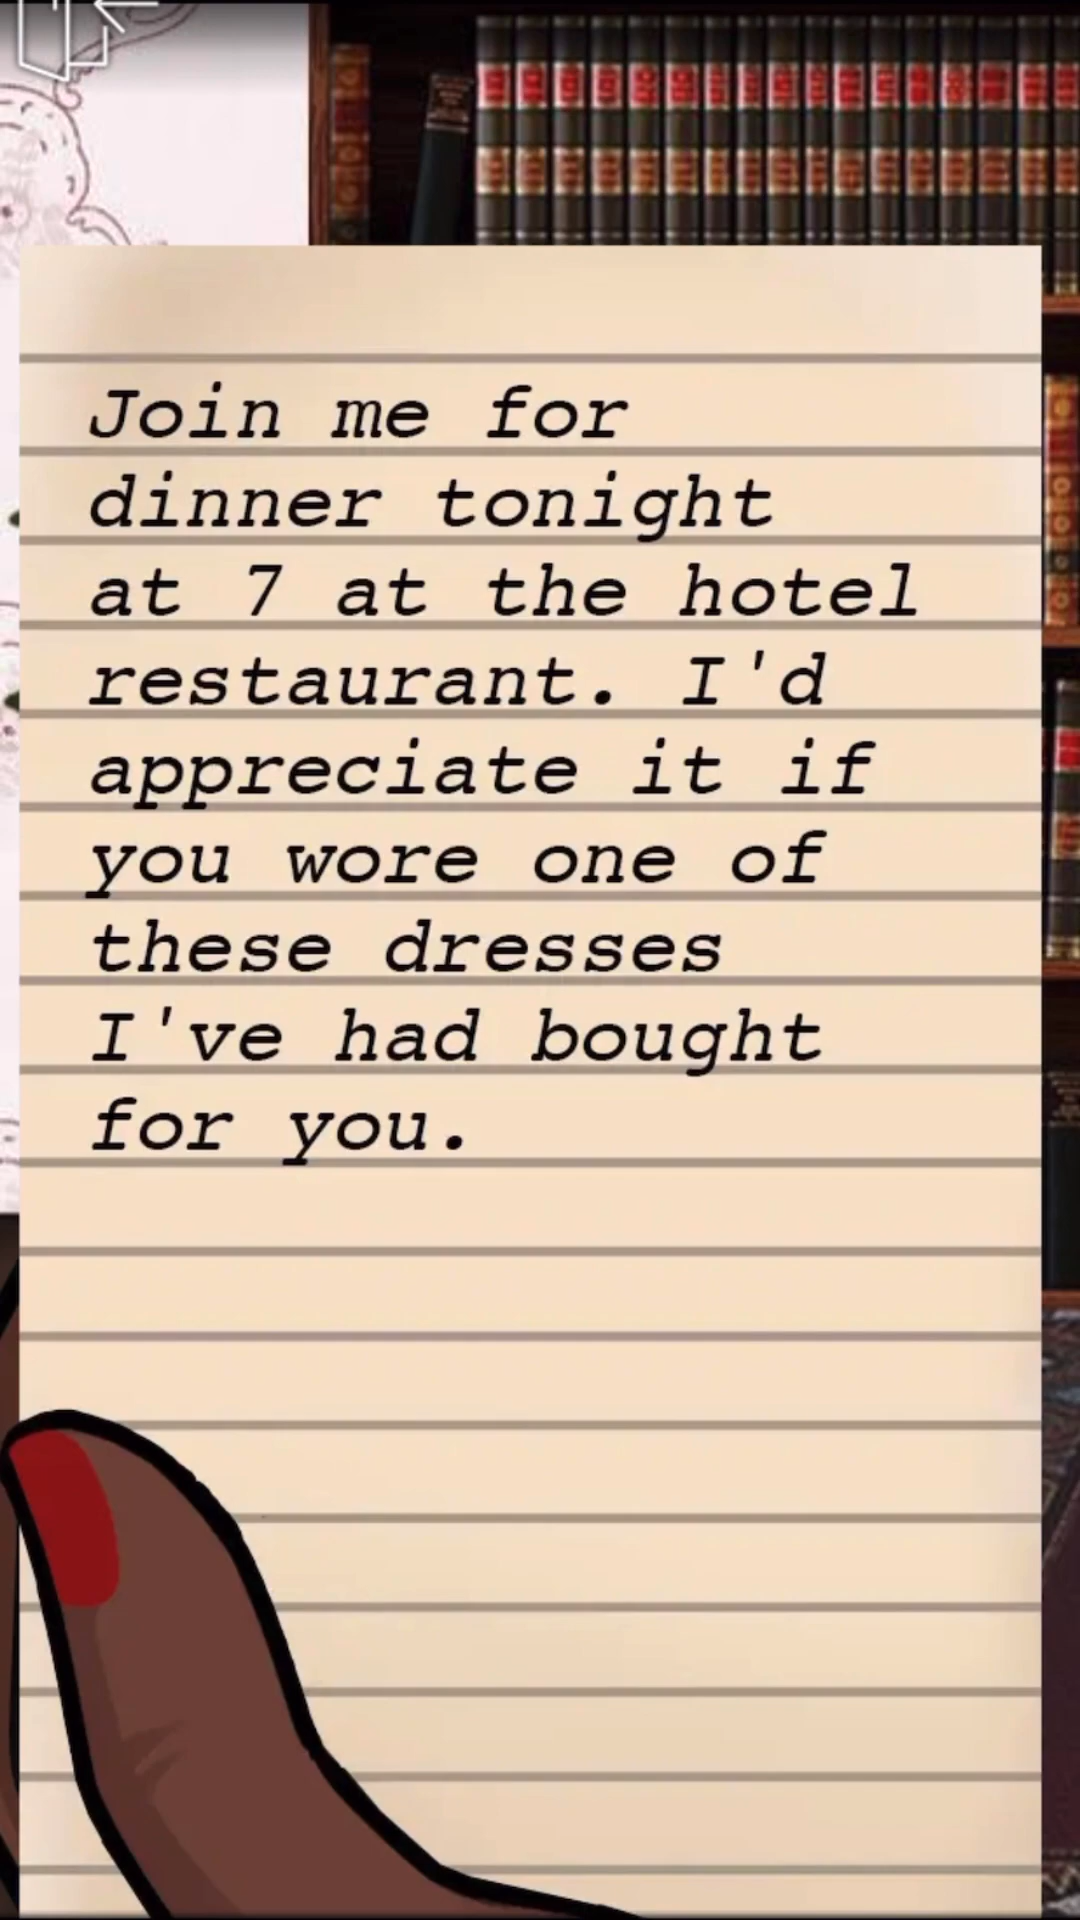 Join me for
dinner tonight
at 7 at the hotel
restaurant. I'd
appreciate it if
you wore one of
these dresses
I've had bought
for you.